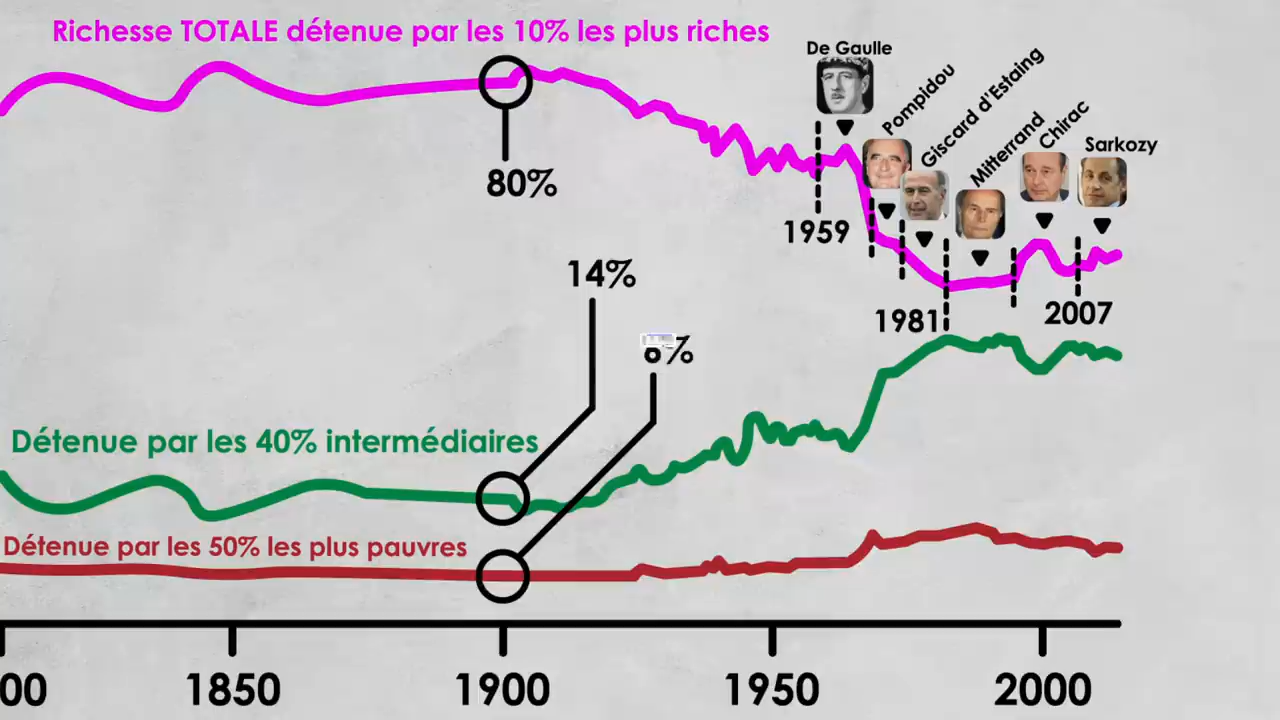 Richesse TOTALE détenue par les 10% les plus riches
De Gaulle
Pompidou
Giscard d'Estaing
Mitterrand
Chirac
Sarkozy
80%
1959
14%
1981
2007
%
Détenue par les 40% intermédiaires
Détenue par les 50% les plus pauvres
00
1850
1900
1950
2000